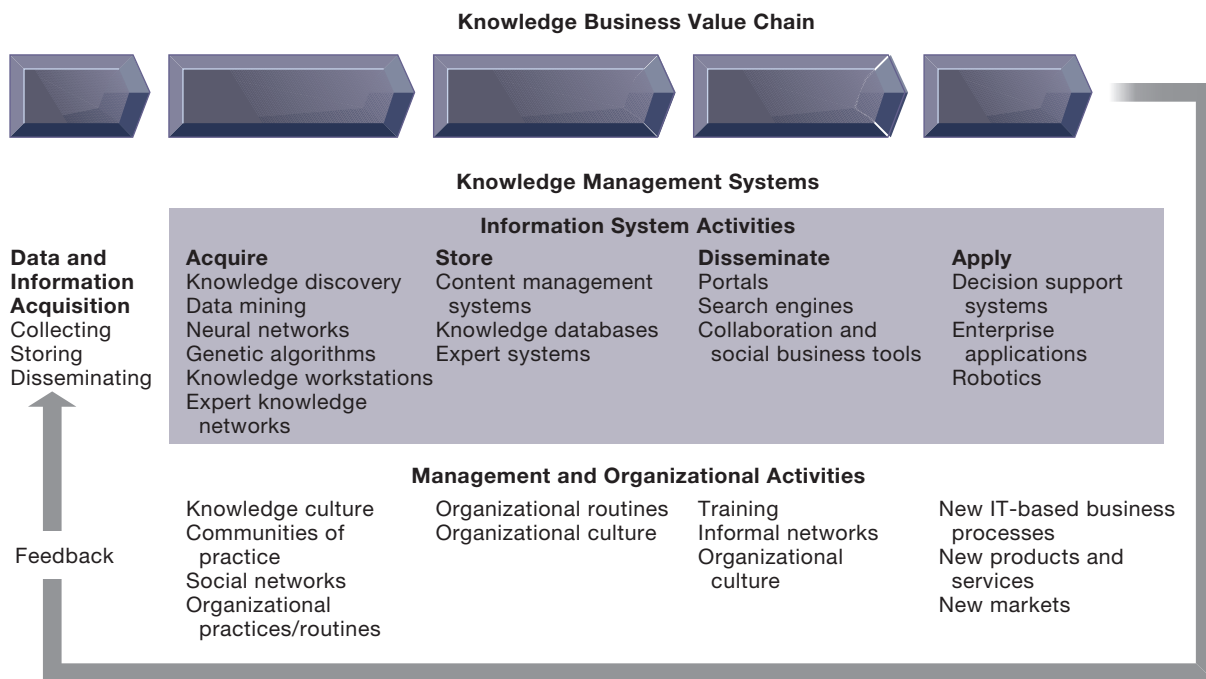 Knowledge Business Value Chain
Knowledge Management Systems
Information System Activities
Data and
Information
Acquisition
Collecting
Storing
Disseminating
Acquire
Knowledge discovery
Data mining
Neural networks
Genetic algorithms
Knowledge workstations
Expert knowledge
networks
Store
Content management
systems
Knowledge databases
Expert systems
Disseminate
Portals
Search engines
Collaboration and
social business tools
Apply
Decision support
systems
Enterprise
applications
Robotics
Management and Organizational Activities
Knowledge culture
Communities of
practice
Social networks
Organizational
practices/routines
Organizational routines
Organizational culture
Training
Informal networks
Organizational
culture
New IT-based business
processes
New products and
services
New markets
Feedback